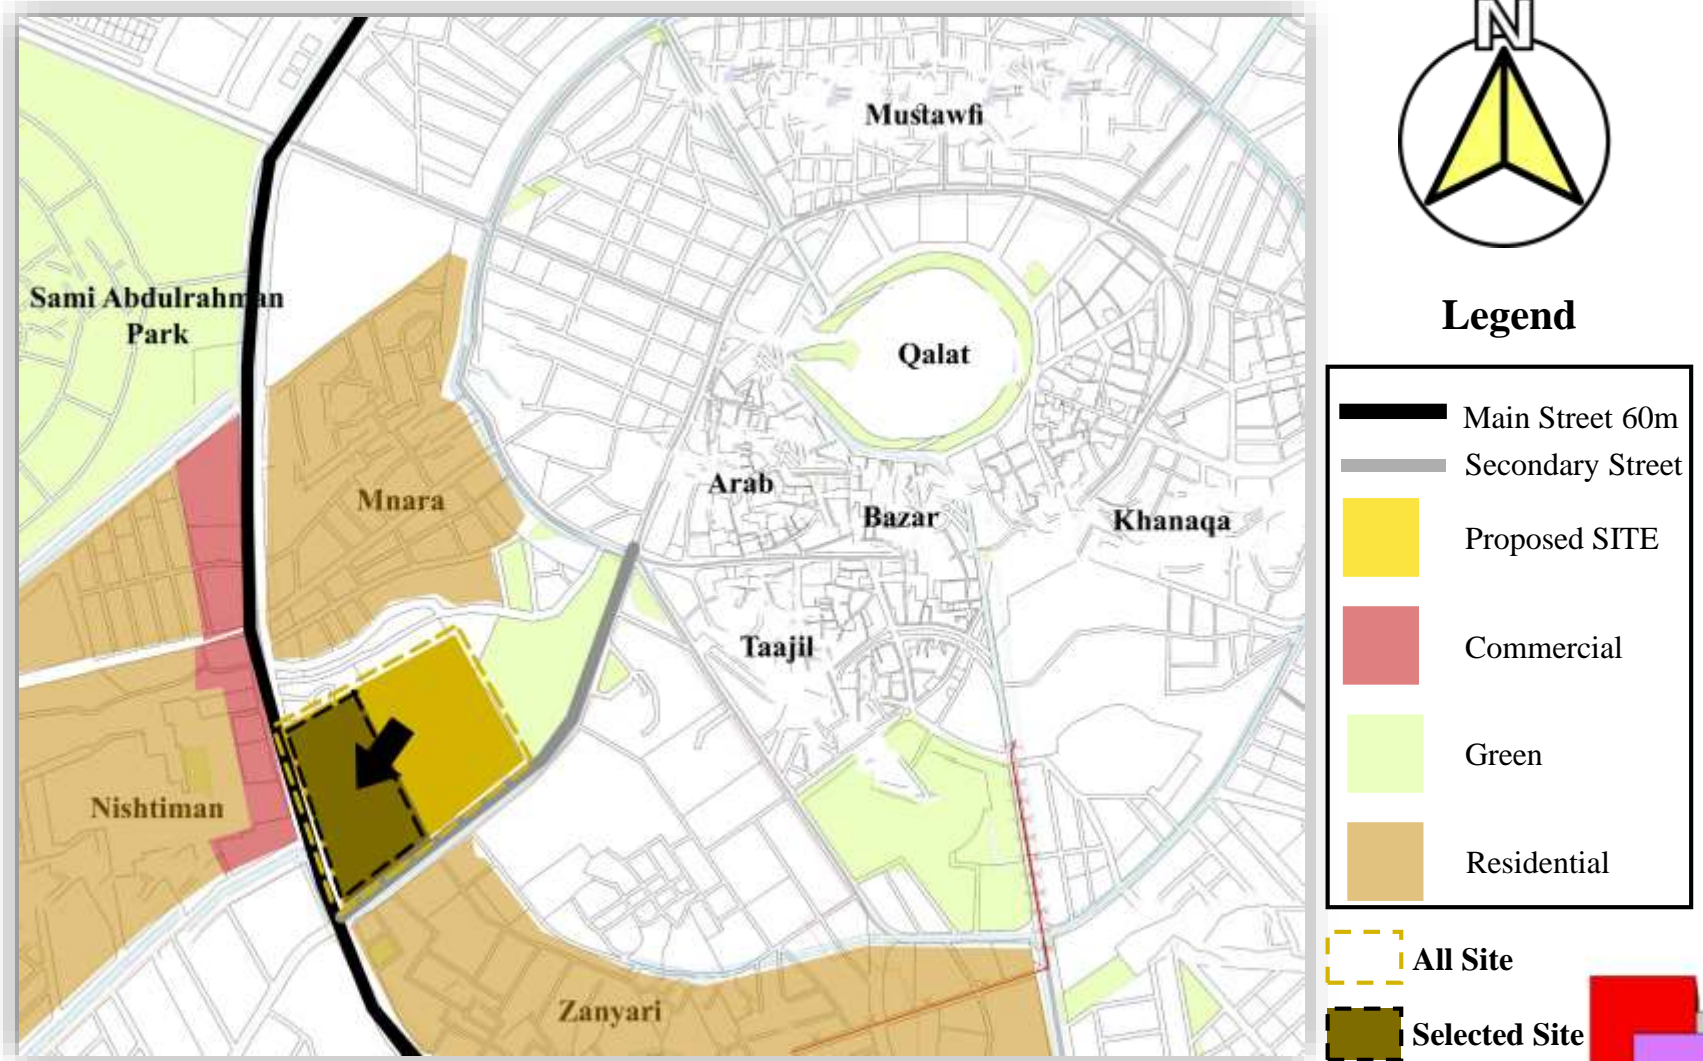 N
Mustawfi
Sami Abdulrahman
Park
Qalat
Mnara
Arab
Bazar
Khanaqa
Taajil
Nishtiman
Zanyari
Legend
Main Street 60m
Secondary Street
Proposed SITE
Commercial
Green
Residential
All Site
Selected Site